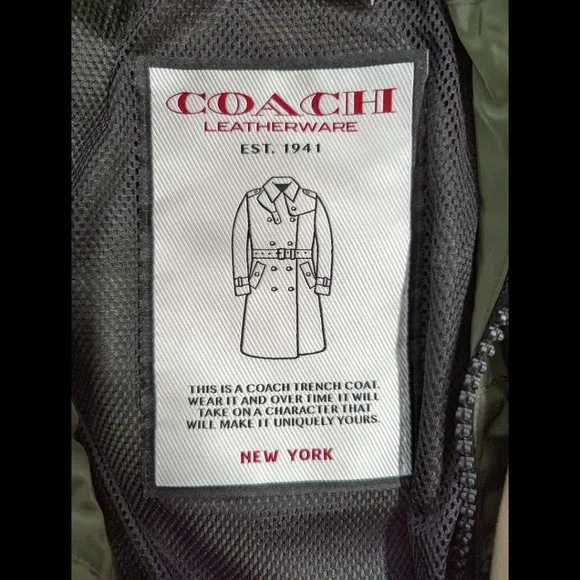 COACH
LEATHERWARE
EST. 1941
THIS IS A COACH TRENCH COAT.
WEAR IT AND OVER TIME IT WILL
TAKE ON A CHARACTER THAT
WILL MAKE IT UNIQUELY YOURS.
NEW YORK